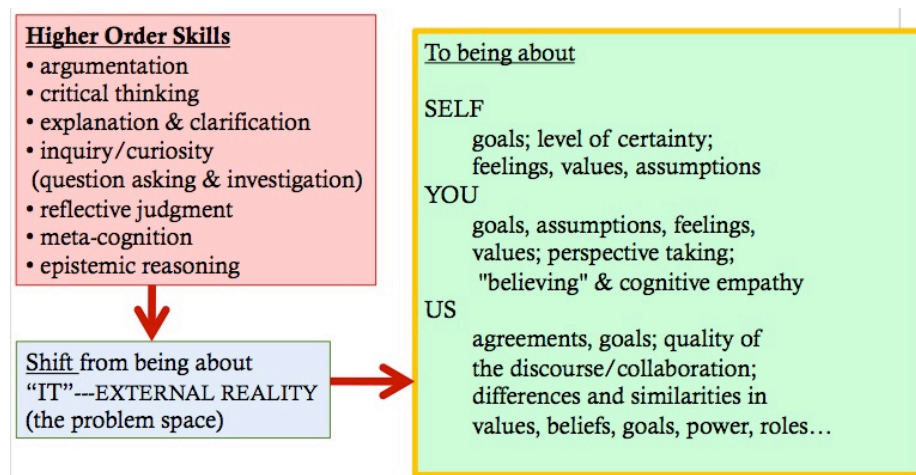 Higher Order Skills
• argumentation
• critical thinking
• explanation & clarification
• inquiry/curiosity
(question asking & investigation)
• reflective judgment
• meta-cognition
• epistemic reasoning
Shift from being about
“IT”---EXTERNAL REALITY
(the problem space)
To being about
SELF
goals; level of certainty;
feelings, values, assumptions
YOU
goals, assumptions, feelings,
values; perspective taking;
"believing" & cognitive empathy
US
agreements, goals; quality of
the discourse/collaboration;
differences and similarities in
values, beliefs, goals, power, roles…